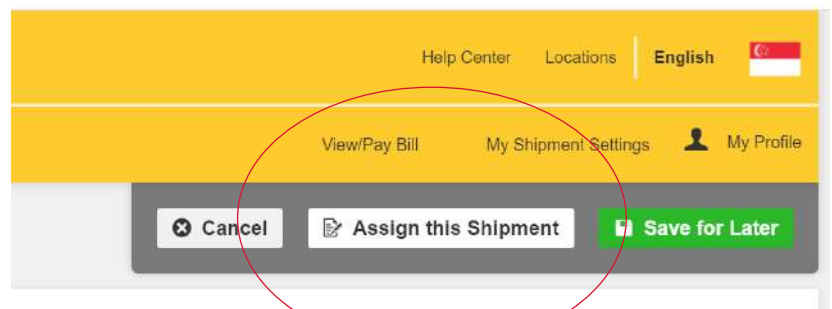 Help Center Locations English
View/Pay Bill My Shipment Settings My Profile
Cancel Assign this Shipment Save for Later